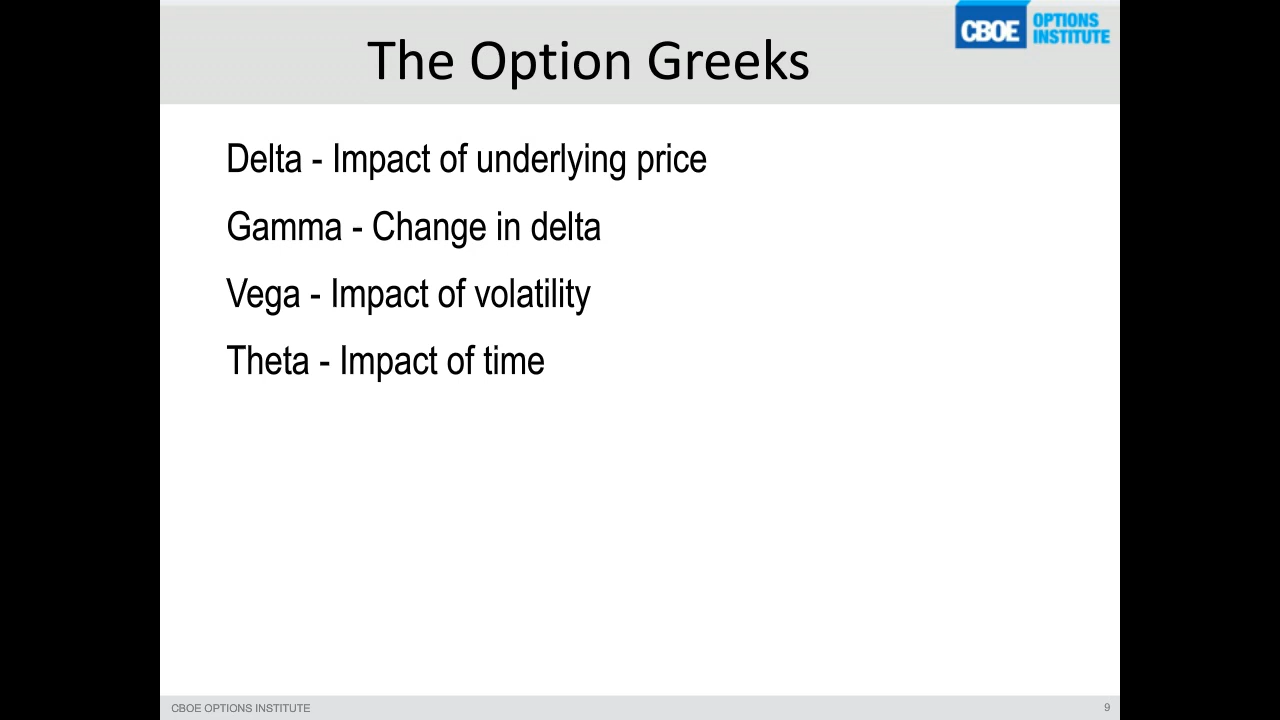 The Option Greeks
CBOE OPTIONS
INSTITUTE
Delta - Impact of underlying price
Gamma - Change in delta
Vega - Impact of volatility
Theta - Impact of time
CBOE OPTIONS INSTITUTE
9